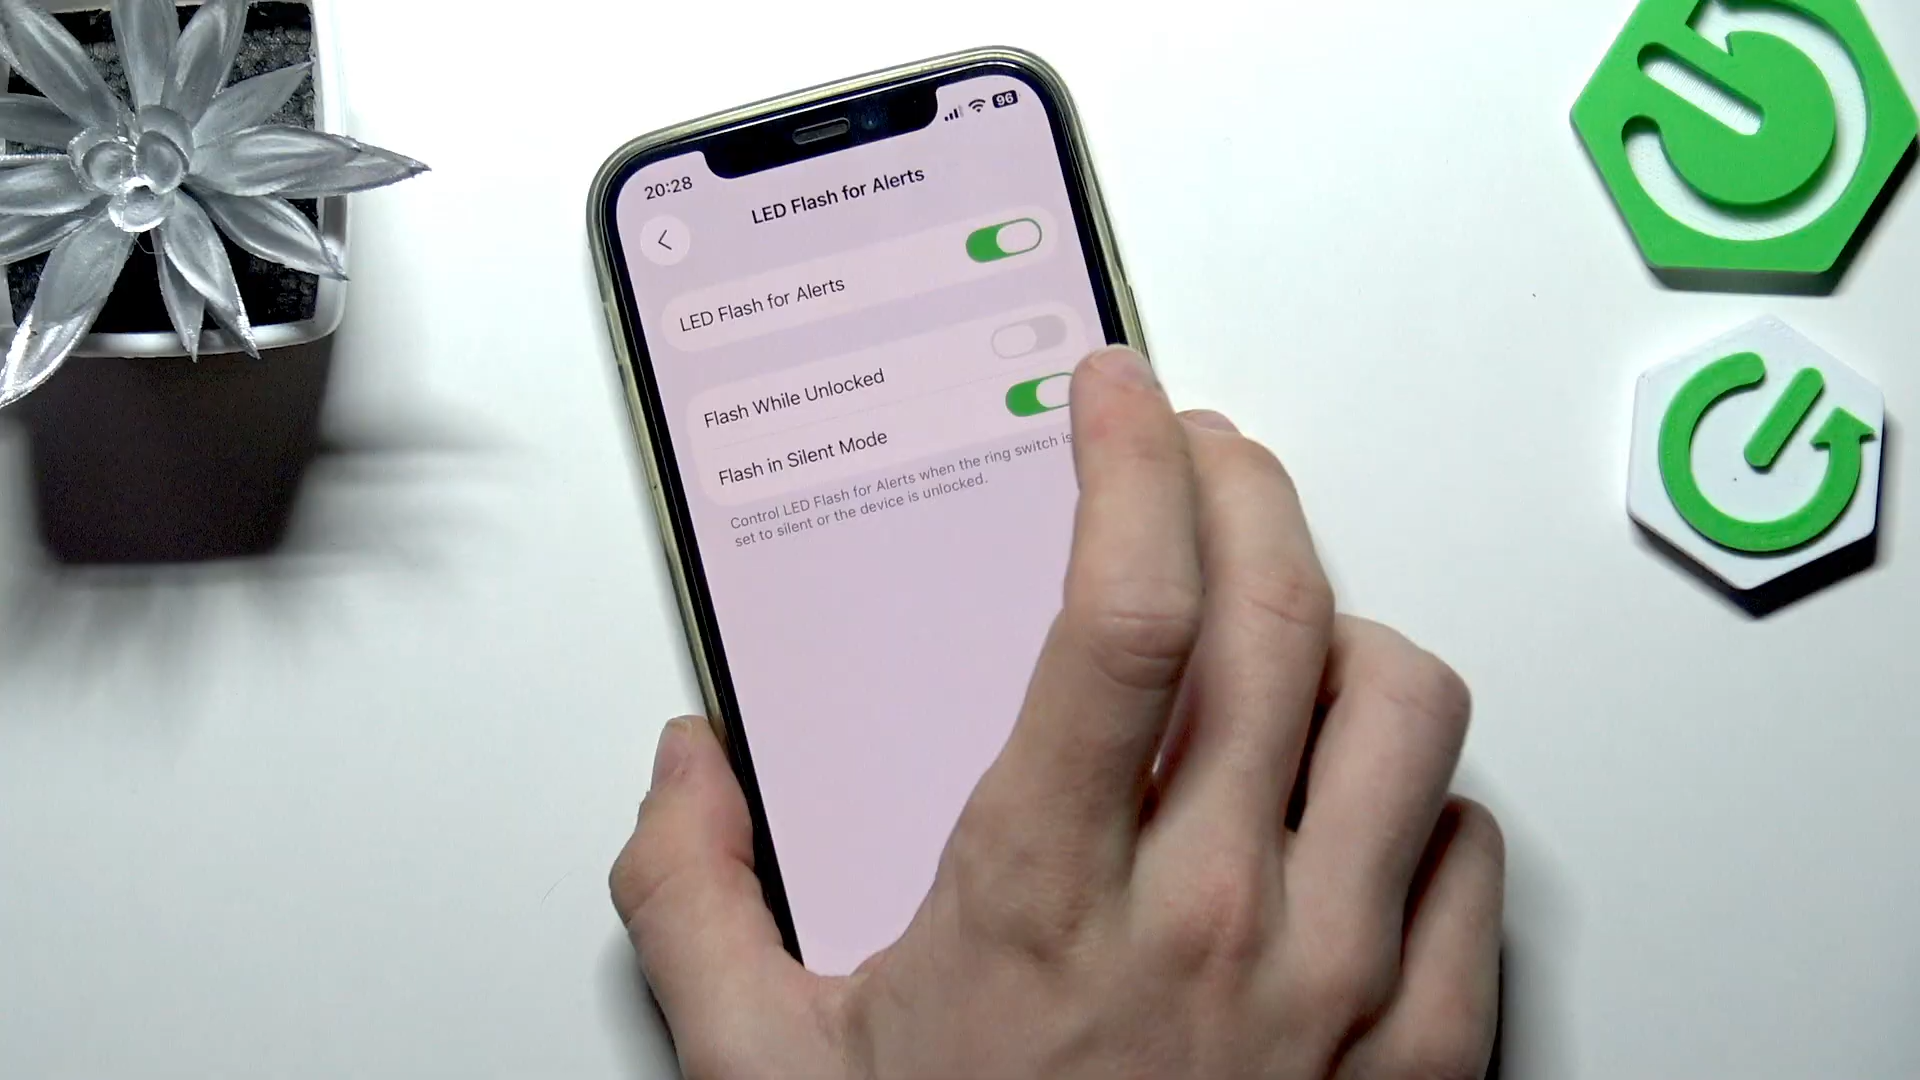 20:28
96
LED Flash for Alerts
LED Flash for Alerts
Flash While Unlocked
Flash in Silent Mode
Control LED Flash for Alerts when the ring switch is
set to silent or the device is unlocked.